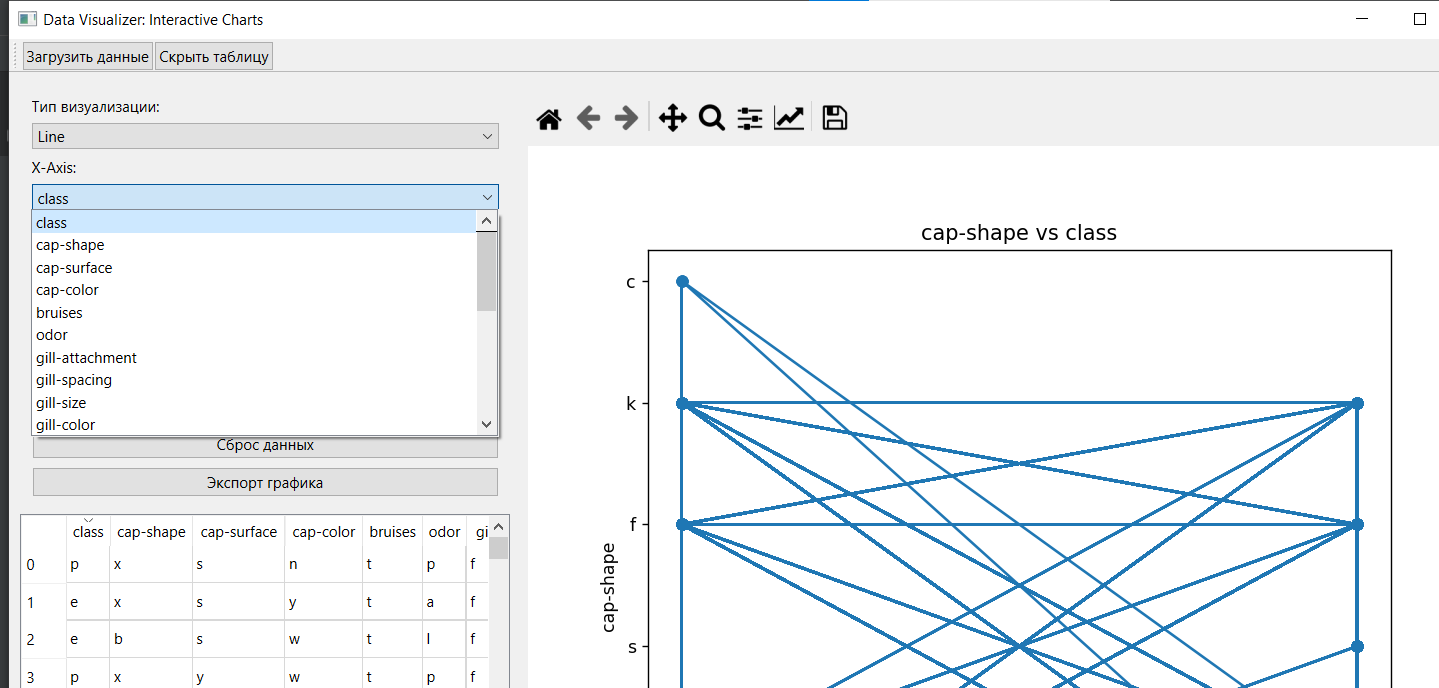 Data Visualizer: Interactive Charts
Загрузить данные Скрыть таблицу
Тип визуализации:
Line
X-Axis:
class
class
cap-shape
cap-surface
cap-color
bruises
odor
gill-attachment
gill-spacing
gill-size
gill-color
Сброс данных
Экспорт графика
class cap-shape cap-surface cap-color bruises odor gi
0 p x s n t p f
1 e x s y t a f
2 e b s w t l f
3 p x y w t p f
cap-shape vs class
c
k
f
s
cap-shape